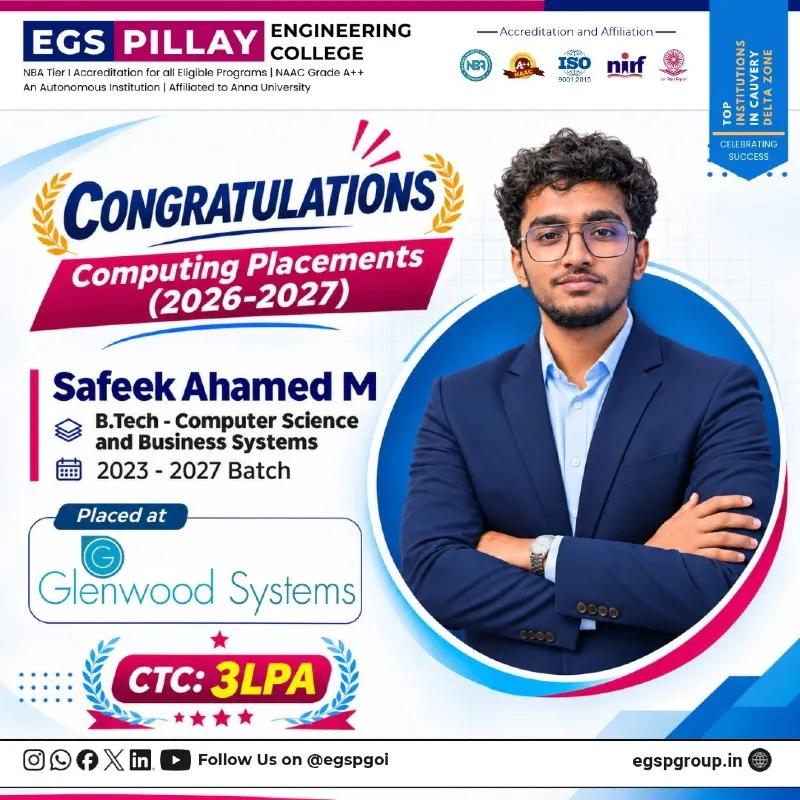 EGS PILLAY ENGINEERING COLLEGE
NBA Tier I Accreditation for all Eligible Programs | NAAC Grade A++
An Autonomous Institution | Affiliated to Anna University
Accreditation and Affiliation
NBA
A++
NAAC
ISO
9001:2015
nirf
TOP
INSTITUTIONS
IN CAUVERY
DELTA ZONE
CELEBRATING
SUCCESS
CONGRATULATIONS
Computing Placements
(2026-2027)
Safeek Ahamed M
B.Tech - Computer Science
and Business Systems
2023 - 2027 Batch
Placed at
G
Glenwood Systems
CTC: 3LPA
Follow Us on @egspgoi
egspgroup.in